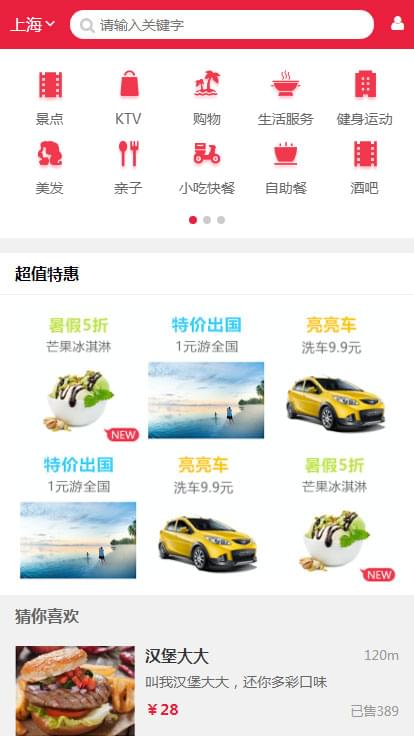 上海
请输入关键字
景点 KTV 购物 生活服务 健身运动
美发 亲子 小吃快餐 自助餐 酒吧
超值特惠
暑假5折 特价出国 亮亮车
芒果冰淇淋 1元游全国 洗车9.9元
NEW
特价出国 亮亮车 暑假5折
1元游全国 洗车9.9元 芒果冰淇淋
NEW
猜你喜欢
汉堡大大 120m
叫我汉堡大大，还你多彩口味
￥28 已售389